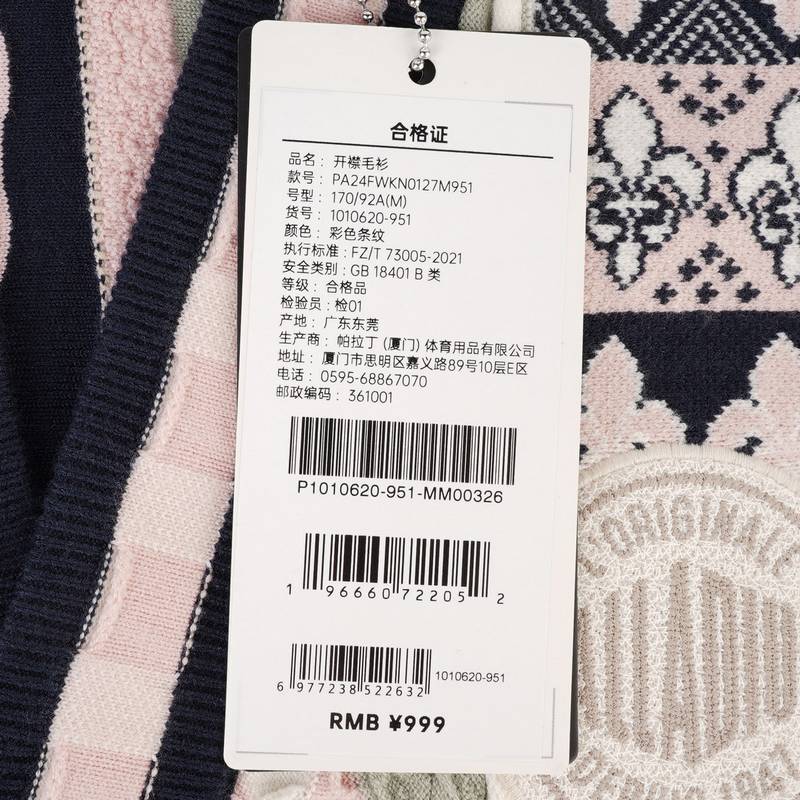 合格证
品名：开襟毛衫
款号：PA24FWKN0127M951
号型：170/92A(M)
货号：1010620-951
颜色：彩色条纹
执行标准：FZ/T 73005-2021
安全类别：GB 18401 B 类
等级：合格品
检验员：检01
产地：广东东莞
生产商：帕拉丁 (厦门) 体育用品有限公司
地址：厦门市思明区嘉义路89号10层E区
电话：0595-68867070
邮政编码：361001
P1010620-951-MM00326
1 96660 72205 2
1010620-951
6 977238 522632
RMB ¥999
ORIGINALE